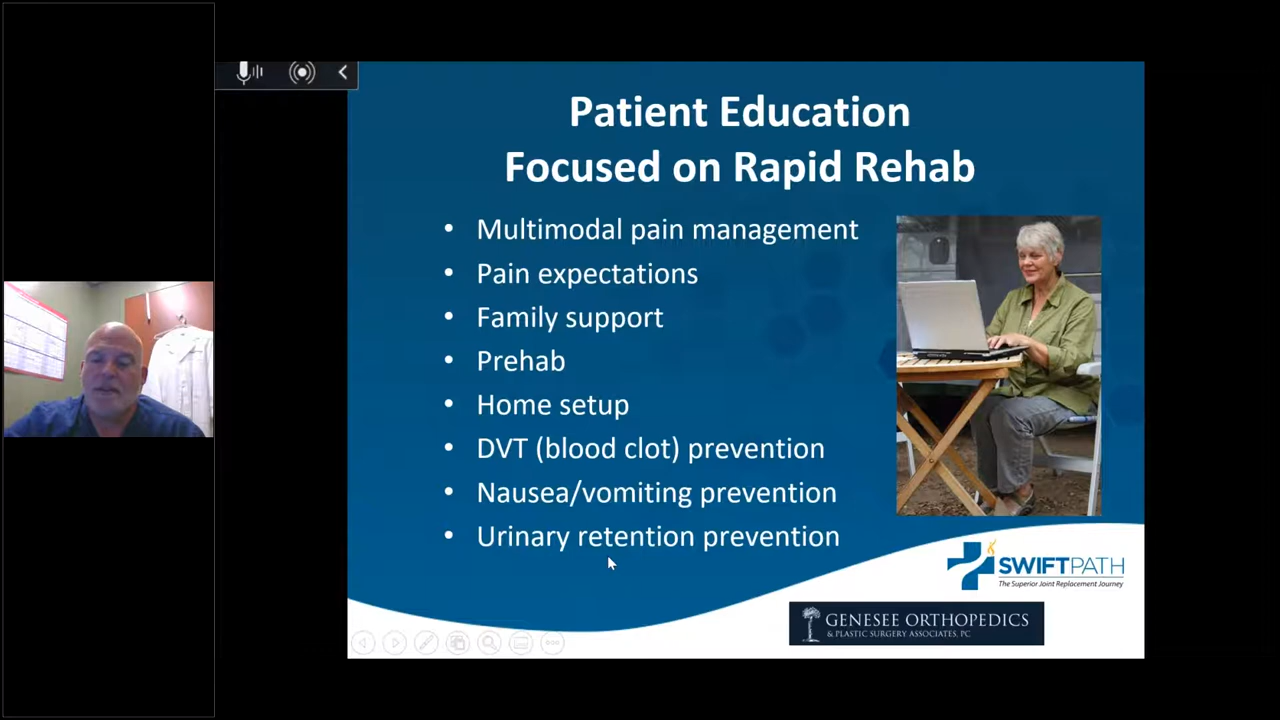 Patient Education
Focused on Rapid Rehab
• Multimodal pain management
• Pain expectations
• Family support
• Prehab
• Home setup
• DVT (blood clot) prevention
• Nausea/vomiting prevention
• Urinary retention prevention
SWIFTPATH
The Superior Joint Replacement Journey
GENESEE ORTHOPEDICS
& PLASTIC SURGERY ASSOCIATES, PC